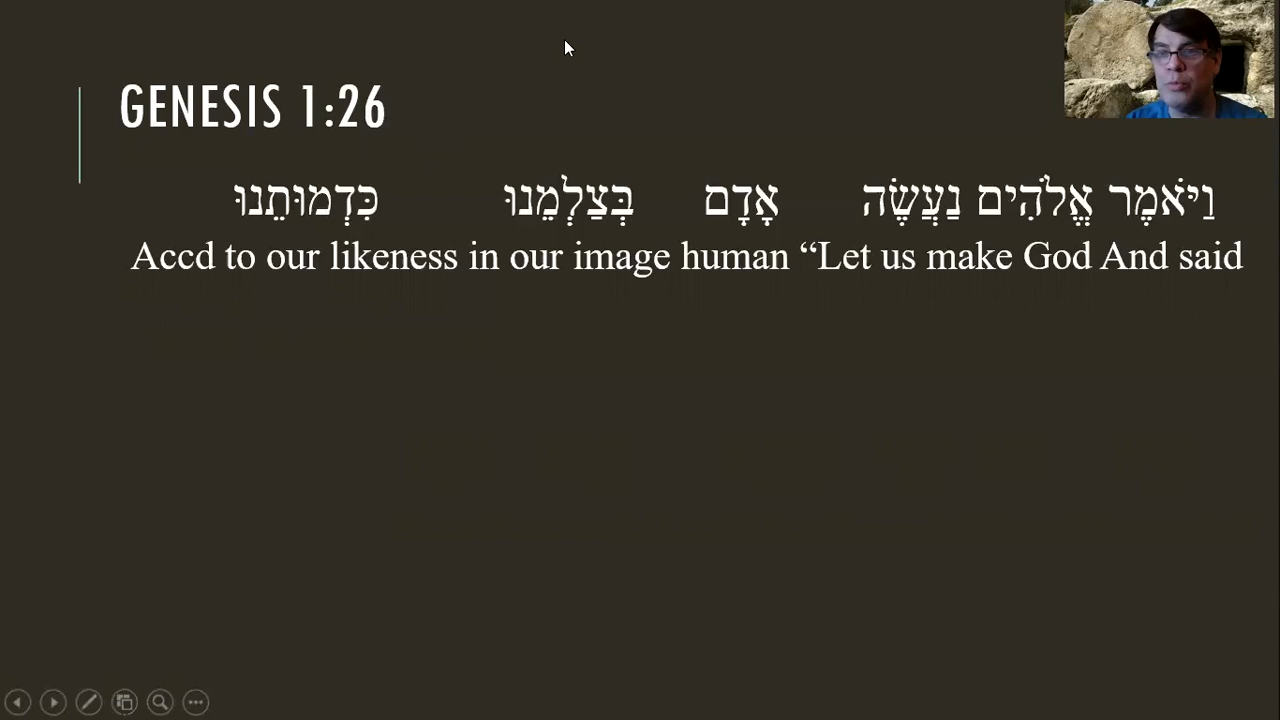 GENESIS 1:26
וַיֹּאמֶר אֱלֹהִים נַעֲשֶׂה אָדָם בְּצַלְמֵנוּ כִּדְמוּתֵנוּ
Accd to our likeness in our image human “Let us make God And said